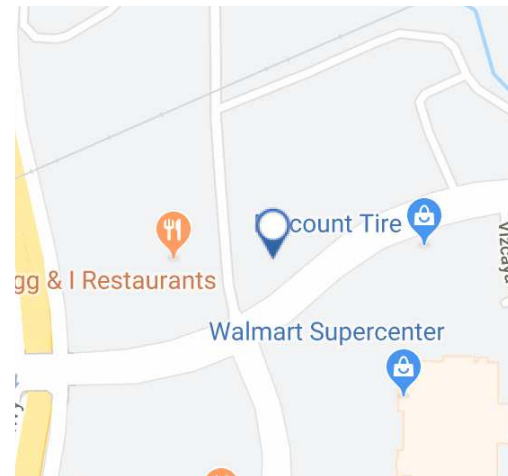 count Tire
gg & I Restaurants
Walmart Supercenter
Vizcaya